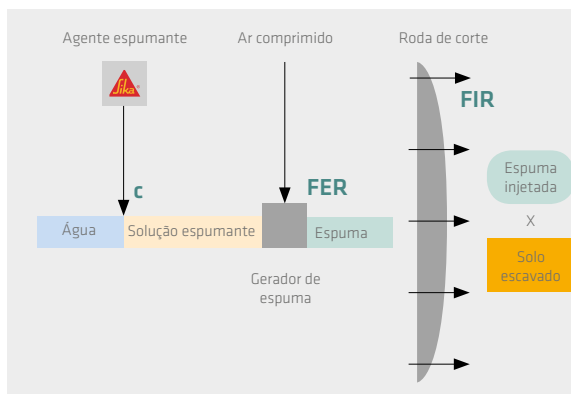 Agente espumante
Ar comprimido
Roda de corte
Sika®
FIR
c
FER
Espuma
injetada
Água
Solução espumante
Espuma
X
Gerador de
espuma
Solo
escavado